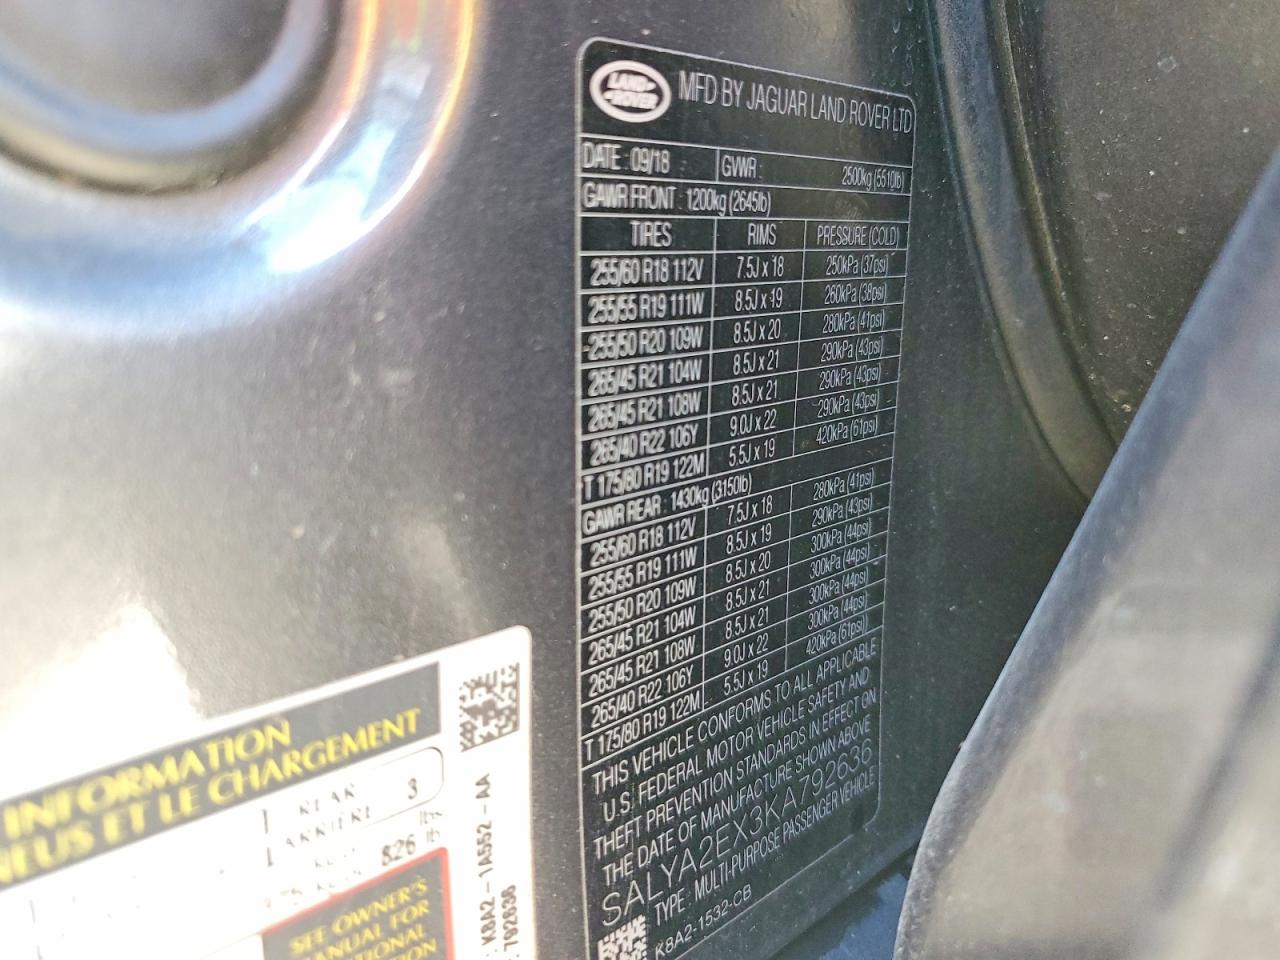 LAND ROVER
MFD BY JAGUAR LAND ROVER LTD
DATE : 09/18 GVWR : 2500kg (5510lb)
GAWR FRONT : 1200kg (2645lb)
TIRES RIMS PRESSURE (COLD)
255/60 R18 112V 7.5J x 18 250kPa (37psi)
255/55 R19 111W 8.5J x 19 260kPa (38psi)
255/50 R20 109W 8.5J x 20 280kPa (41psi)
265/45 R21 104W 8.5J x 21 290kPa (43psi)
265/45 R21 108W 8.5J x 21 290kPa (43psi)
265/40 R22 106Y 9.0J x 22 290kPa (43psi)
T 175/80 R19 122M 5.5J x 19 420kPa (61psi)
GAWR REAR : 1430kg (3150lb)
255/60 R18 112V 7.5J x 18 280kPa (41psi)
255/55 R19 111W 8.5J x 19 290kPa (43psi)
255/50 R20 109W 8.5J x 20 300kPa (44psi)
265/45 R21 104W 8.5J x 21 300kPa (44psi)
265/45 R21 108W 8.5J x 21 300kPa (44psi)
265/40 R22 106Y 9.0J x 22 300kPa (44psi)
T 175/80 R19 122M 5.5J x 19 420kPa (61psi)
THIS VEHICLE CONFORMS TO ALL APPLICABLE
U.S. FEDERAL MOTOR VEHICLE SAFETY AND
THEFT PREVENTION STANDARDS IN EFFECT ON
THE DATE OF MANUFACTURE SHOWN ABOVE
SALYA2EX3KA792636
TYPE : MULTI-PURPOSE PASSENGER VEHICLE
K8A2-1532-CB
INFORMATION
NEUS ET LE CHARGEMENT
REAR 3
ARRIÈRE
lbs
826 lb
SEE OWNER'S
MANUAL FOR
K8A2-1A552-AA
792636